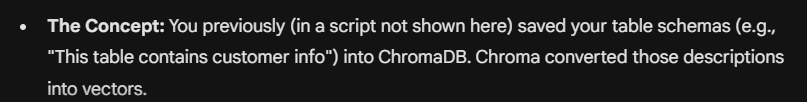 • The Concept: You previously (in a script not shown here) saved your table schemas (e.g.,
"This table contains customer info") into ChromaDB. Chroma converted those descriptions
into vectors.